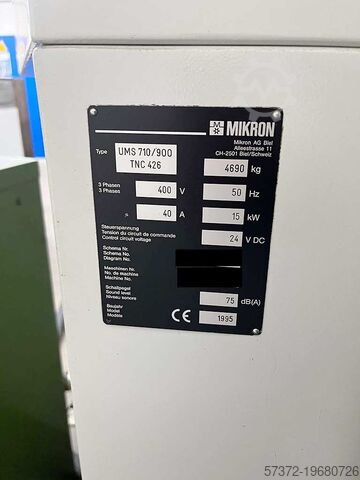 MIKRON
Mikron AG Biel
Alleestrasse 11
CH-2501 Biel/Schweiz
Type UMS 710/900
TNC 426
4690 kg
3 Phasen
3 Phases
400 V 50 Hz
40 A 15 kW
Steuerspannung
Tension du circuit de commande
Control circuit voltage
24 V DC
Schema Nr.
Schema No.
Diagram No.
Maschinen Nr.
No. de machine
Machine No.
Schallpegel
Sound level
Niveau sonore
75 dB(A)
Baujahr
Model
Modèle
CE 1995
57372-19680726